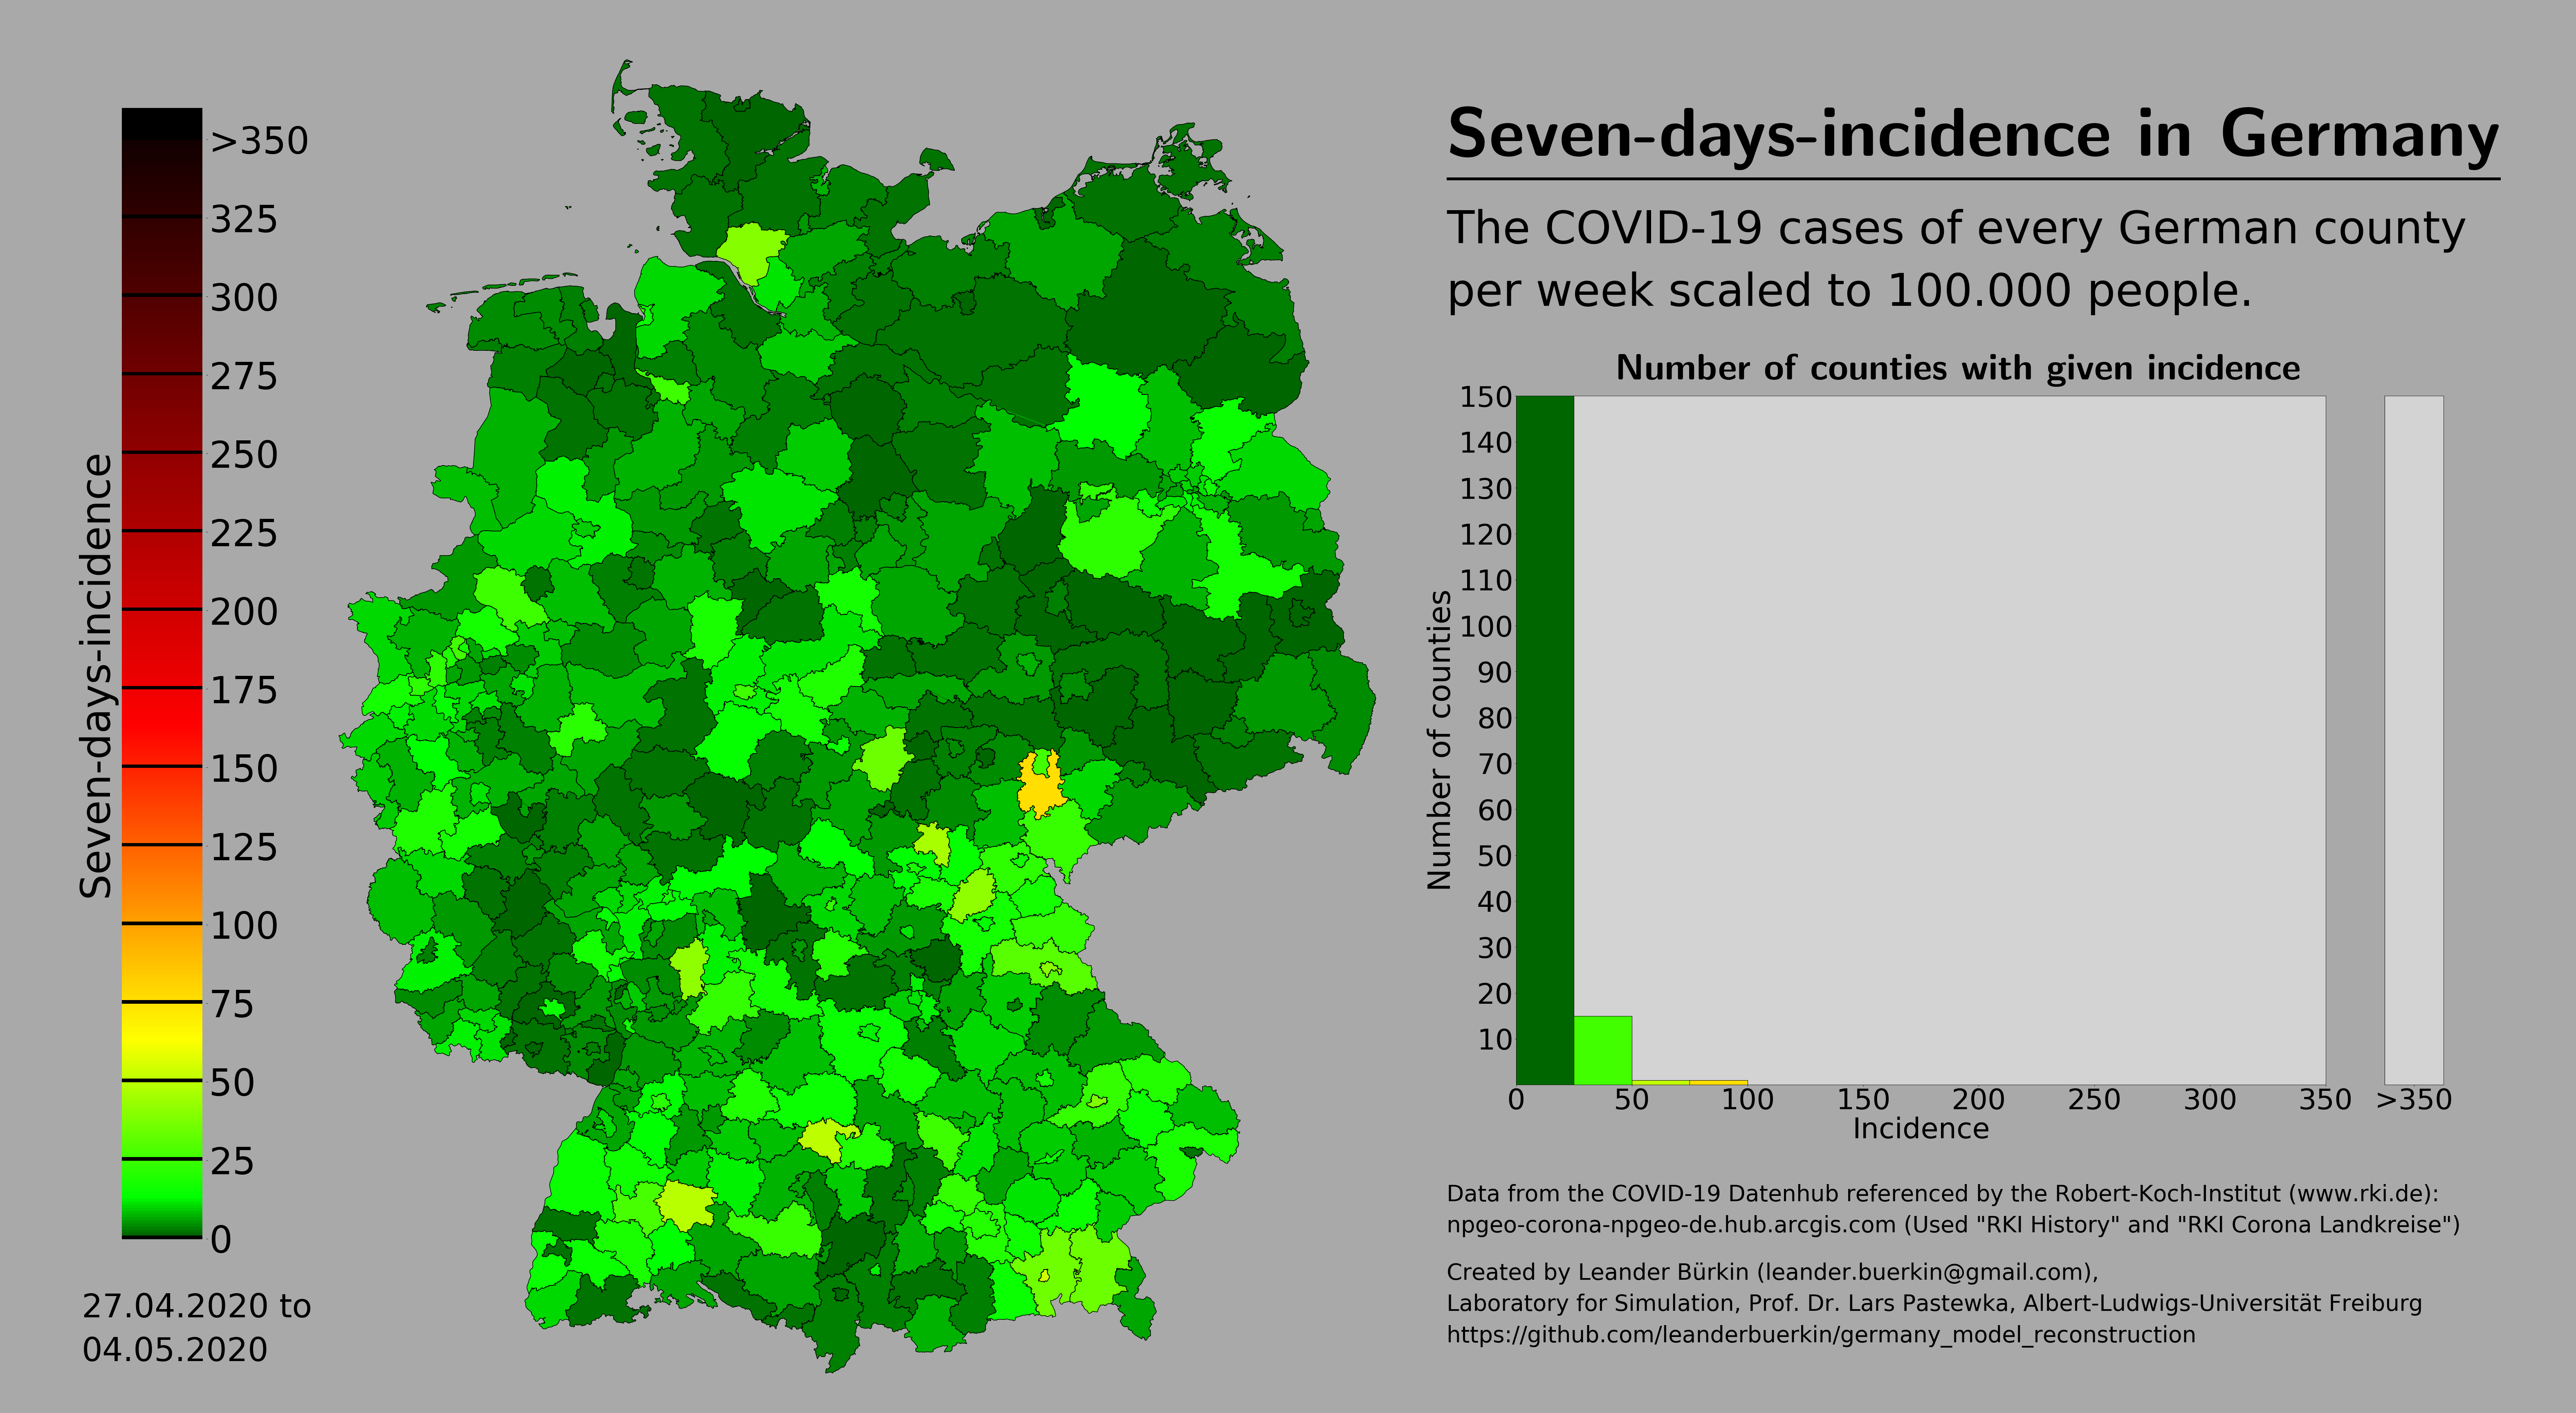 Seven-days-incidence in Germany
The COVID-19 cases of every German county
per week scaled to 100.000 people.
Seven-days-incidence
>350
325
300
275
250
225
200
175
150
125
100
75
50
25
0
27.04.2020 to
04.05.2020
Number of counties with given incidence
Number of counties
150
140
130
120
110
100
90
80
70
60
50
40
30
20
10
0 50 100 150 200 250 300 350 >350
Incidence
Data from the COVID-19 Datenhub referenced by the Robert-Koch-Institut (www.rki.de):
npgeo-corona-npgeo-de.hub.arcgis.com (Used "RKI History" and "RKI Corona Landkreise")
Created by Leander Bürkin (leander.buerkin@gmail.com),
Laboratory for Simulation, Prof. Dr. Lars Pastewka, Albert-Ludwigs-Universität Freiburg
https://github.com/leanderbuerkin/germany_model_reconstruction